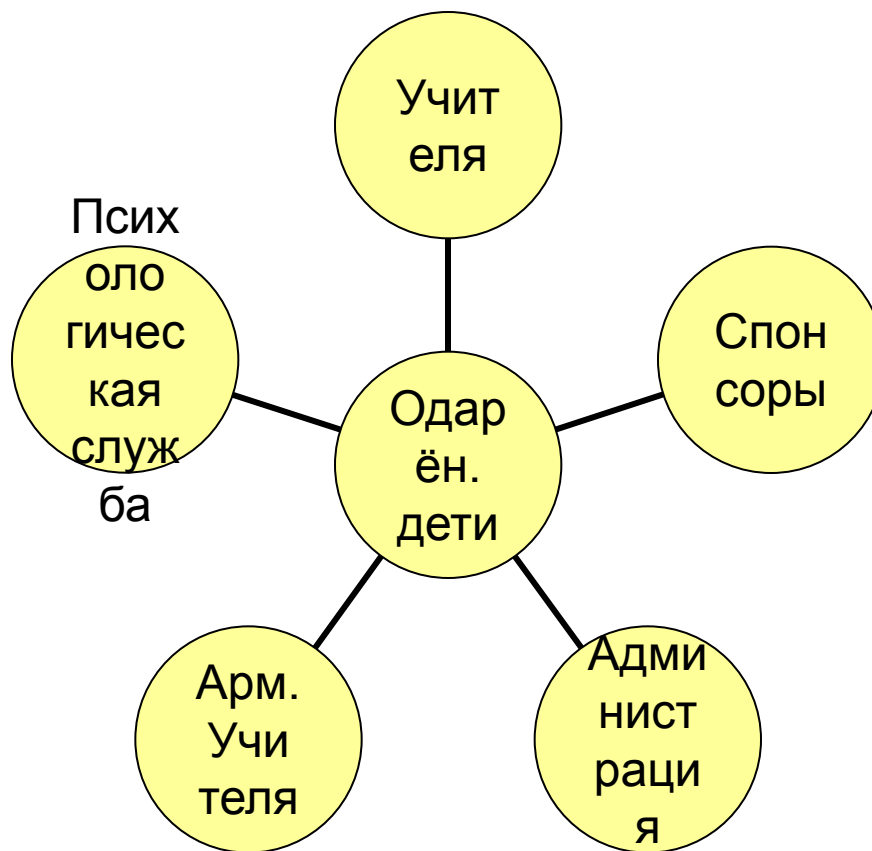 Учит
еля
Псих
оло
гичес
кая
служ
ба
Спон
соры
Одар
ён.
дети
Арм.
Учи
теля
Адми
нист
раци
я